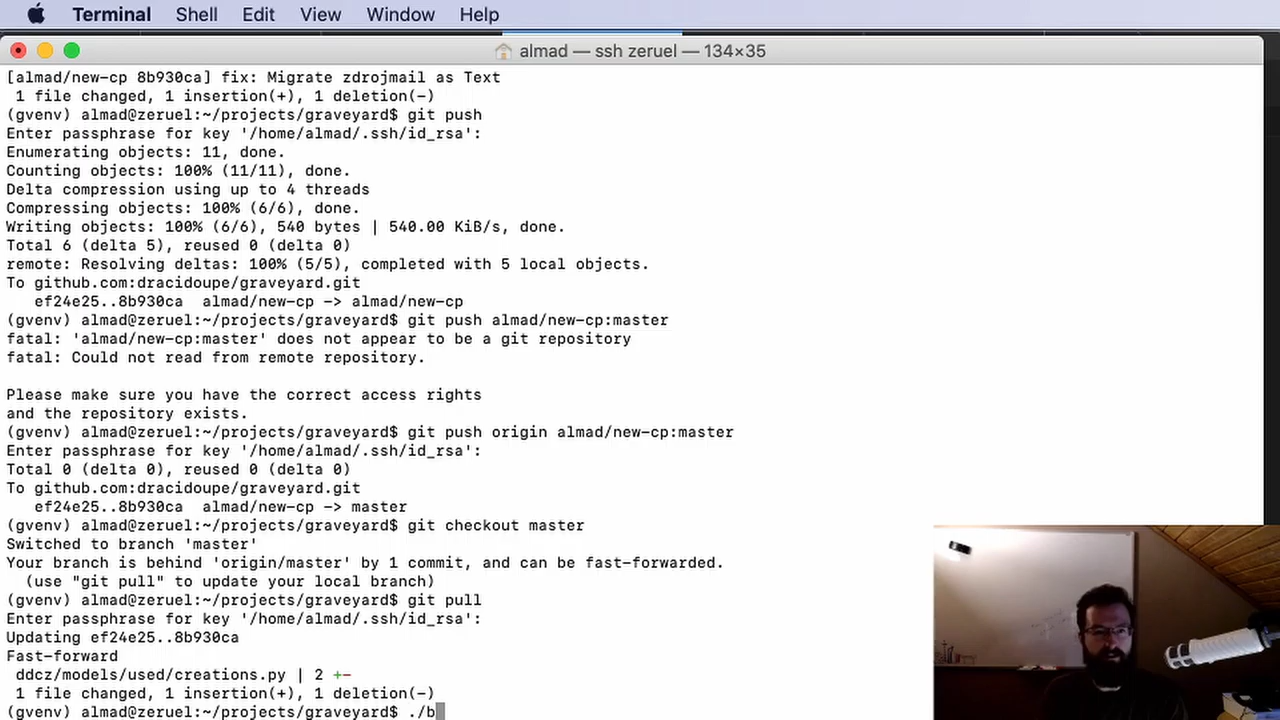 Terminal Shell Edit View Window Help
almad — ssh zeruel — 134×35
[almad/new-cp 8b930ca] fix: Migrate zdrojmail as Text
 1 file changed, 1 insertion(+), 1 deletion(-)
(gvenv) almad@zeruel:~/projects/graveyard$ git push
Enter passphrase for key '/home/almad/.ssh/id_rsa':
Enumerating objects: 11, done.
Counting objects: 100% (11/11), done.
Delta compression using up to 4 threads
Compressing objects: 100% (6/6), done.
Writing objects: 100% (6/6), 540 bytes | 540.00 KiB/s, done.
Total 6 (delta 5), reused 0 (delta 0)
remote: Resolving deltas: 100% (5/5), completed with 5 local objects.
To github.com:dracidoupe/graveyard.git
   ef24e25..8b930ca  almad/new-cp -> almad/new-cp
(gvenv) almad@zeruel:~/projects/graveyard$ git push almad/new-cp:master
fatal: 'almad/new-cp:master' does not appear to be a git repository
fatal: Could not read from remote repository.

Please make sure you have the correct access rights
and the repository exists.
(gvenv) almad@zeruel:~/projects/graveyard$ git push origin almad/new-cp:master
Enter passphrase for key '/home/almad/.ssh/id_rsa':
Total 0 (delta 0), reused 0 (delta 0)
To github.com:dracidoupe/graveyard.git
   ef24e25..8b930ca  almad/new-cp -> master
(gvenv) almad@zeruel:~/projects/graveyard$ git checkout master
Switched to branch 'master'
Your branch is behind 'origin/master' by 1 commit, and can be fast-forwarded.
  (use "git pull" to update your local branch)
(gvenv) almad@zeruel:~/projects/graveyard$ git pull
Enter passphrase for key '/home/almad/.ssh/id_rsa':
Updating ef24e25..8b930ca
Fast-forward
 ddcz/models/used/creations.py | 2 +-
 1 file changed, 1 insertion(+), 1 deletion(-)
(gvenv) almad@zeruel:~/projects/graveyard$ ./b